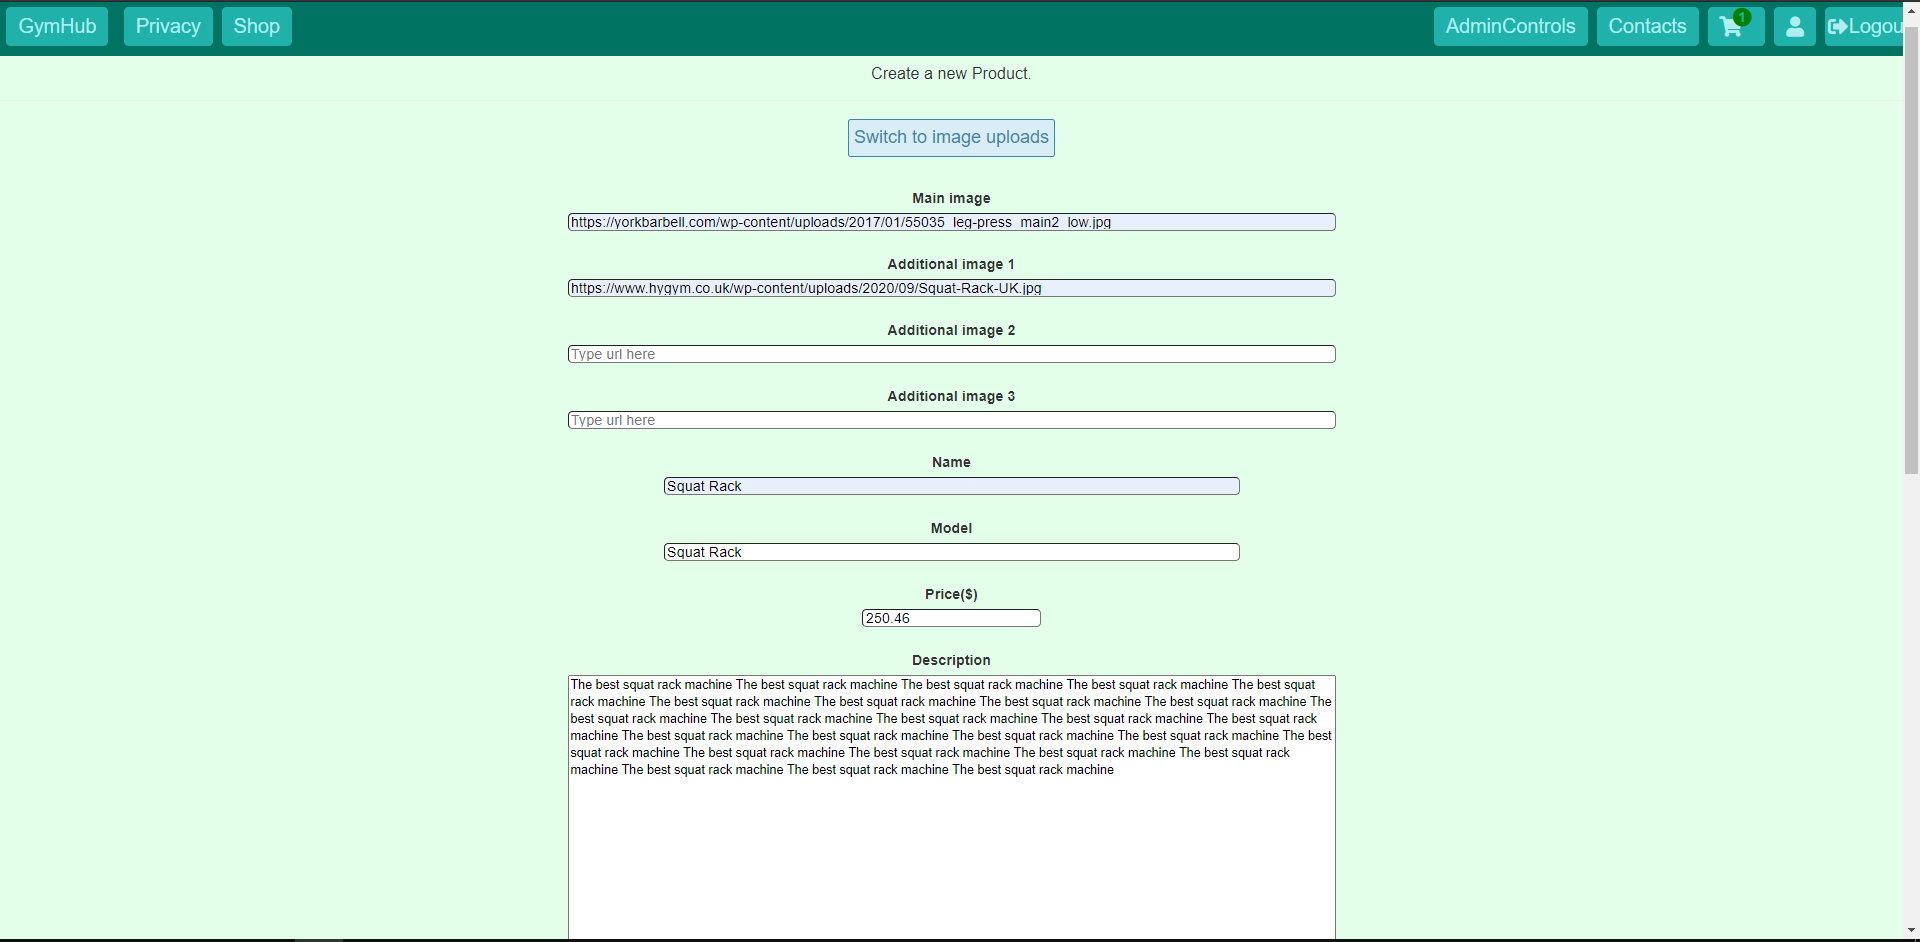 GymHub Privacy Shop AdminControls Contacts 1 Logou
Create a new Product.
Switch to image uploads
Main image
https://yorkbarbell.com/wp-content/uploads/2017/01/55035_leg-press_main2_low.jpg
Additional image 1
https://www.hygym.co.uk/wp-content/uploads/2020/09/Squat-Rack-UK.jpg
Additional image 2
Type url here
Additional image 3
Type url here
Name
Squat Rack
Model
Squat Rack
Price($)
250.46
Description
The best squat rack machine The best squat rack machine The best squat rack machine The best squat rack machine The best squat
rack machine The best squat rack machine The best squat rack machine The best squat rack machine The best squat rack machine The
best squat rack machine The best squat rack machine The best squat rack machine The best squat rack machine The best squat rack
machine The best squat rack machine The best squat rack machine The best squat rack machine The best squat rack machine The best
squat rack machine The best squat rack machine The best squat rack machine The best squat rack machine The best squat rack
machine The best squat rack machine The best squat rack machine The best squat rack machine